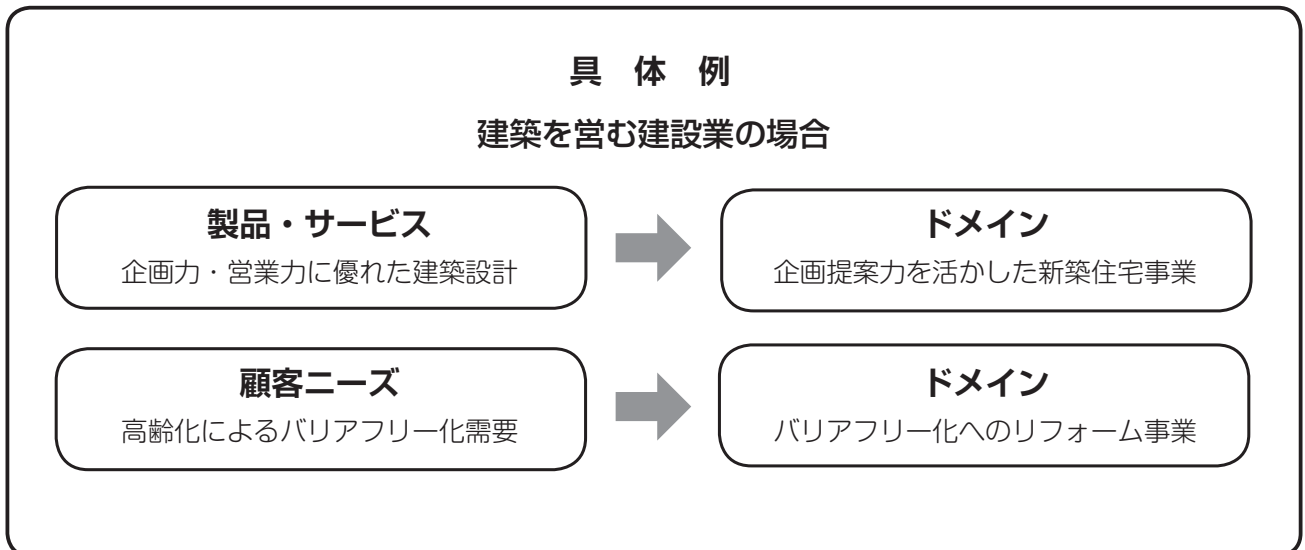 具 体 例
建築を営む建設業の場合
製品・サービス
企画力・営業力に優れた建築設計
ドメイン
企画提案力を活かした新築住宅事業
顧客ニーズ
高齢化によるバリアフリー化需要
ドメイン
バリアフリー化へのリフォーム事業